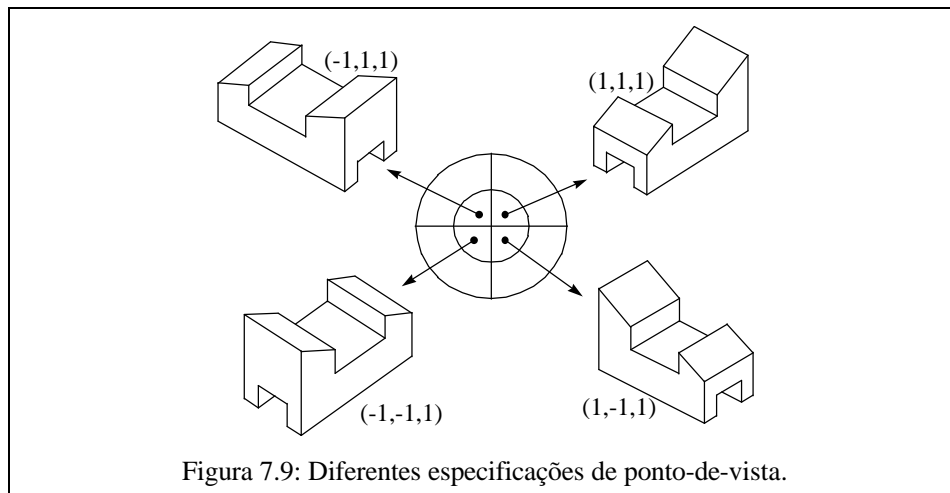 (-1,1,1)
(1,1,1)
(-1,-1,1)
(1,-1,1)
Figura 7.9: Diferentes especificações de ponto-de-vista.